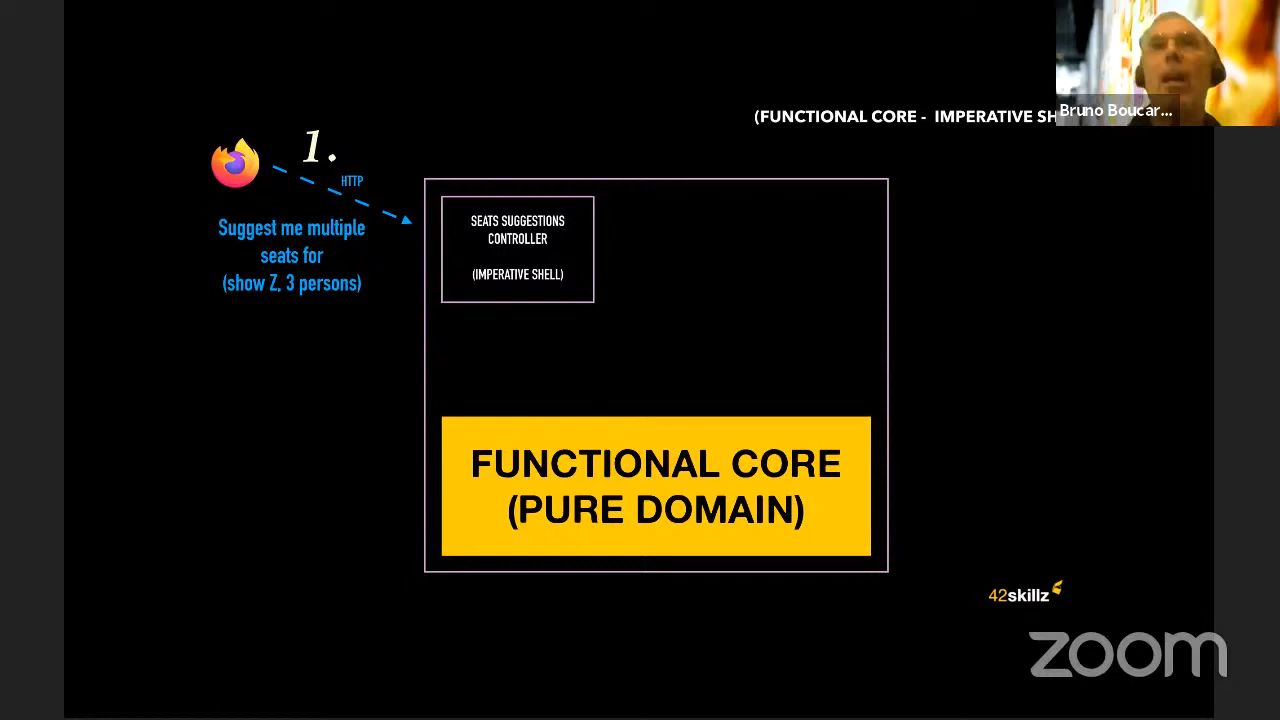 Bruno Boucar...
(FUNCTIONAL CORE - IMPERATIVE SH
1.
HTTP
Suggest me multiple
seats for
(show Z, 3 persons)
SEATS SUGGESTIONS
CONTROLLER
(IMPERATIVE SHELL)
FUNCTIONAL CORE
(PURE DOMAIN)
42skillz
zoom